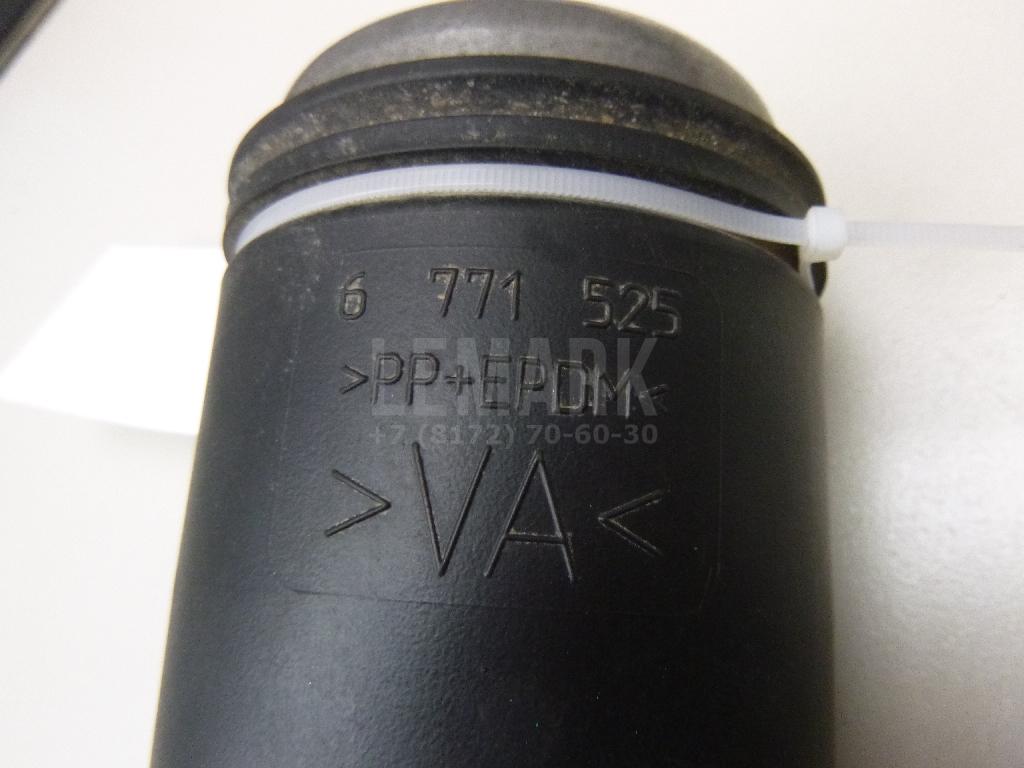 6 771 525
>PP+EPDM<
LENARK
+7 (8172) 70-60-30
>VA<